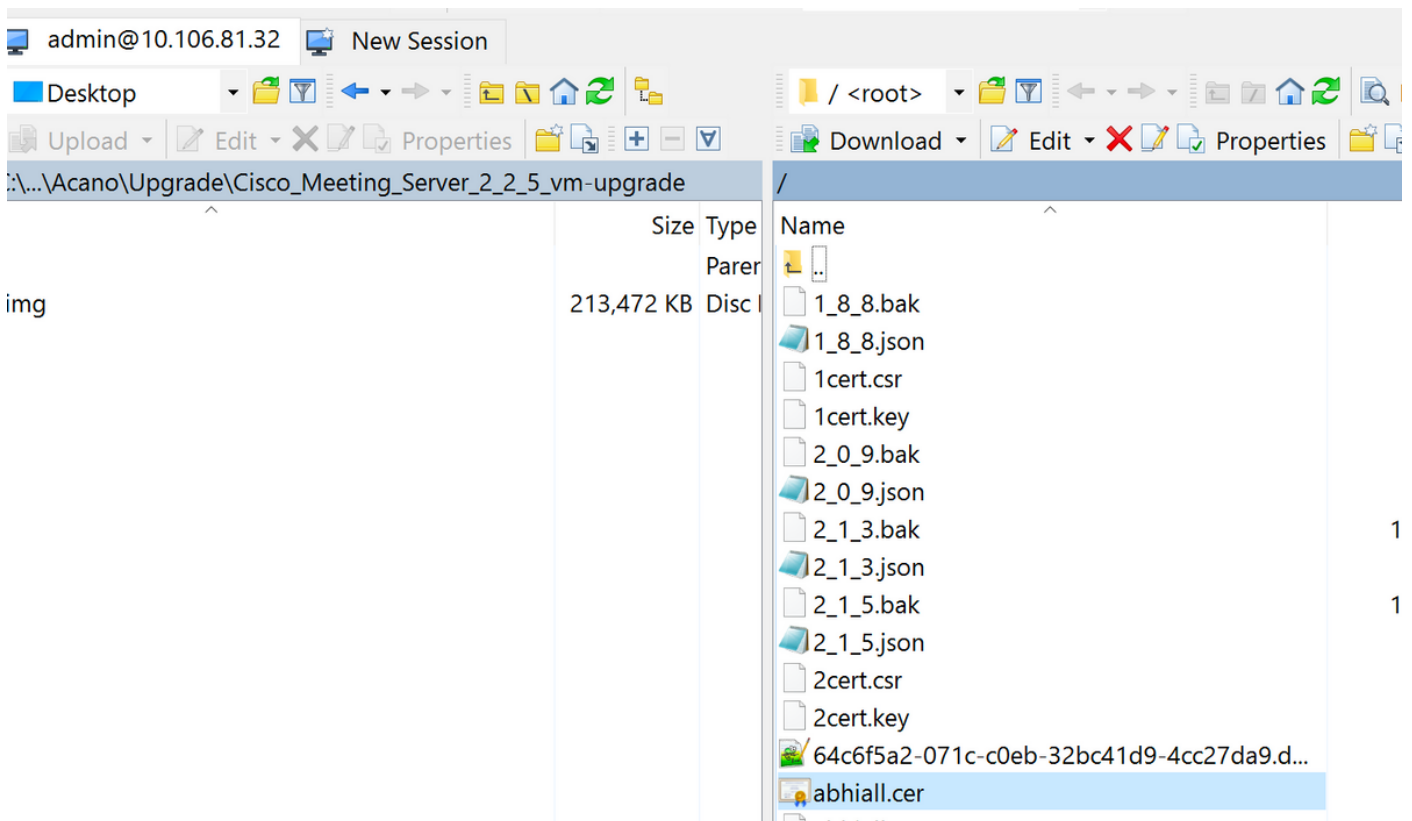 admin@10.106.81.32 New Session
Desktop / <root>
Upload Edit Properties Download Edit Properties
:\...\Acano\Upgrade\Cisco_Meeting_Server_2_2_5_vm-upgrade /
Size Type Name
Paren ..
img 213,472 KB Disc 1_8_8.bak
1_8_8.json
1cert.csr
1cert.key
2_0_9.bak
2_0_9.json
2_1_3.bak 1
2_1_3.json
2_1_5.bak 1
2_1_5.json
2cert.csr
2cert.key
64c6f5a2-071c-c0eb-32bc41d9-4cc27da9.d...
abhiall.cer